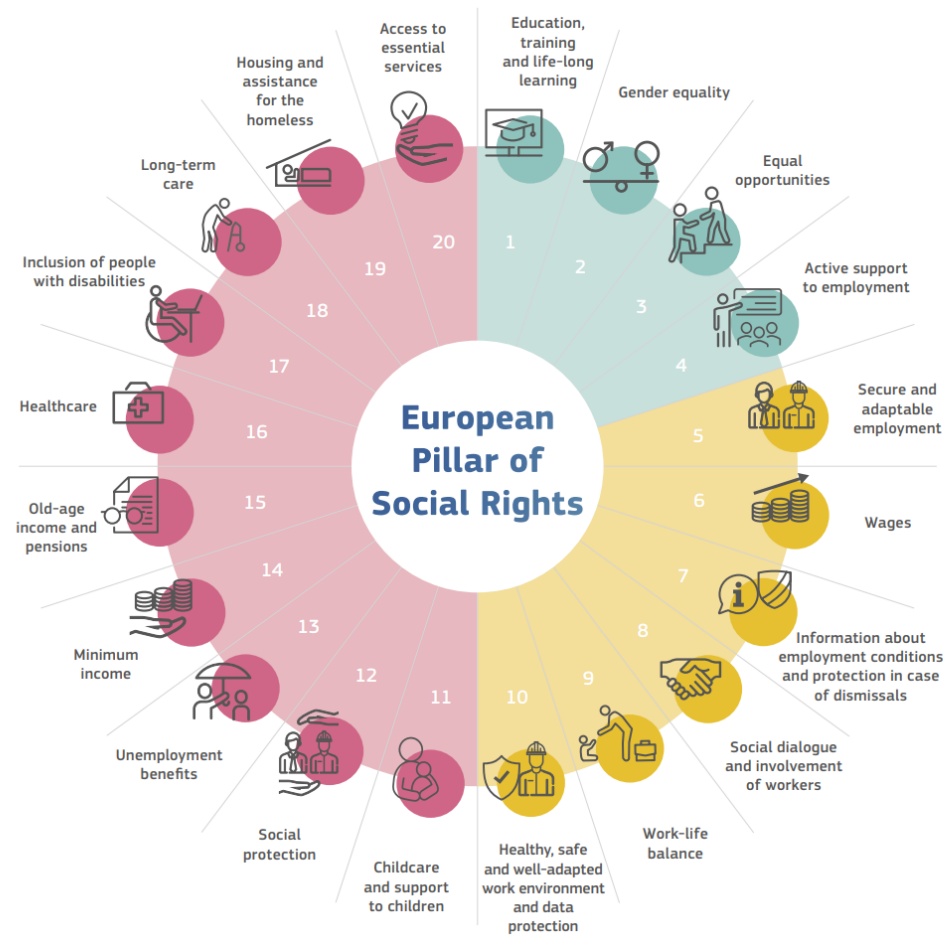 European
Pillar of
Social Rights
1
Education,
training
and life-long
learning
2
Gender equality
3
Equal
opportunities
4
Active support
to employment
5
Secure and
adaptable
employment
6
Wages
7
Information about
employment conditions
and protection in case
of dismissals
8
Social dialogue
and involvement
of workers
9
Work-life
balance
10
Healthy, safe
and well-adapted
work environment
and data
protection
11
Childcare
and support
to children
12
Social
protection
13
Unemployment
benefits
14
Minimum
income
15
Old-age
income and
pensions
16
Healthcare
17
Inclusion of people
with disabilities
18
Long-term
care
19
Housing and
assistance
for the
homeless
20
Access to
essential
services
i